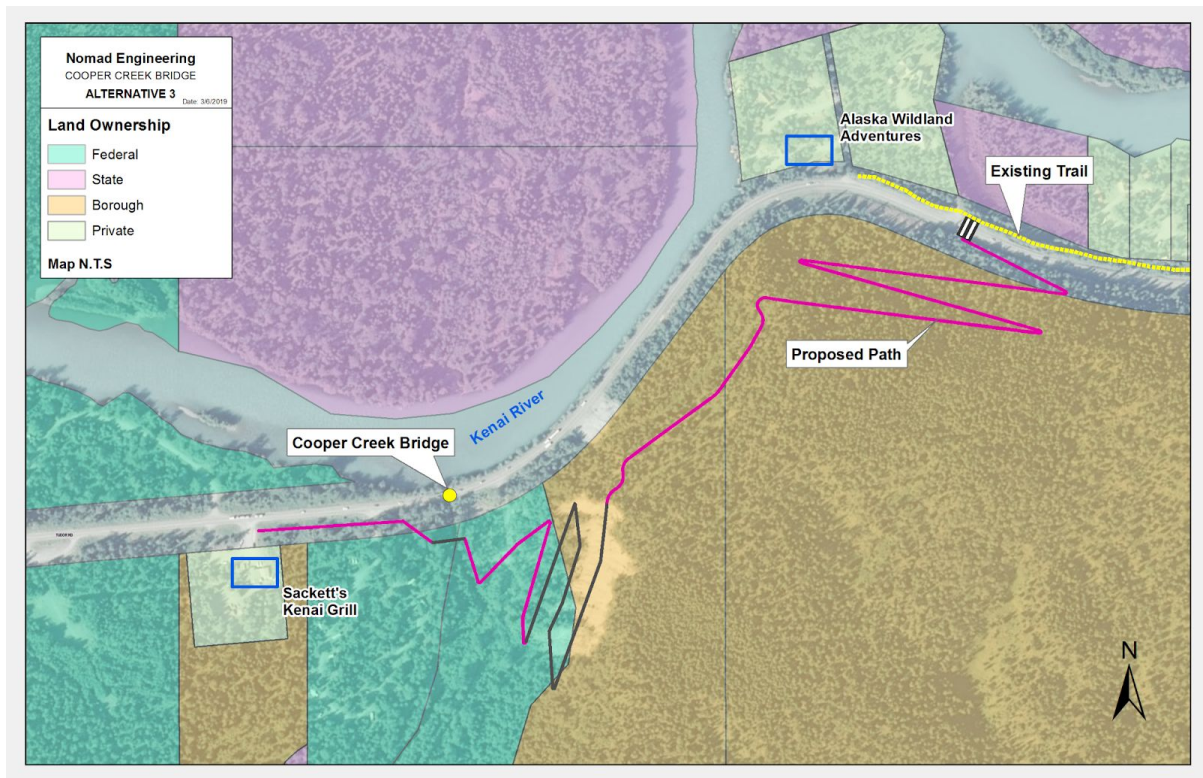 Nomad Engineering
COOPER CREEK BRIDGE
ALTERNATIVE 3
Date: 3/6/2019
Land Ownership
Federal
State
Borough
Private
Map N.T.S
Alaska Wildland
Adventures
Existing Trail
Proposed Path
Kenai River
Cooper Creek Bridge
Sackett's
Kenai Grill
N